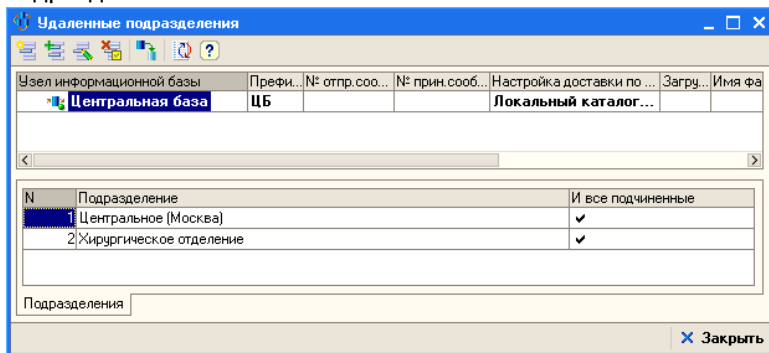 Удаленные подразделения
Узел информационной базы Префи... № отпр.соо... № прин.сооб... Настройка доставки по ... Загру... Имя фа
Центральная база ЦБ Локальный каталог...
N Подразделение И все подчиненные
1 Центральное (Москва)
2 Хирургическое отделение
Подразделения
Закрыть